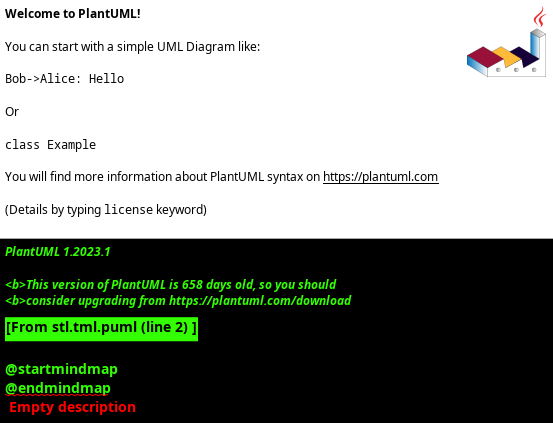 Welcome to PlantUML!
You can start with a simple UML Diagram like:
Bob->Alice: Hello
Or
class Example
You will find more information about PlantUML syntax on https://plantuml.com
(Details by typing license keyword)
PlantUML 1.2023.1
<b>This version of PlantUML is 658 days old, so you should
<b>consider upgrading from https://plantuml.com/download
[From stl.tml.puml (line 2) ]
@startmindmap
@endmindmap
Empty description